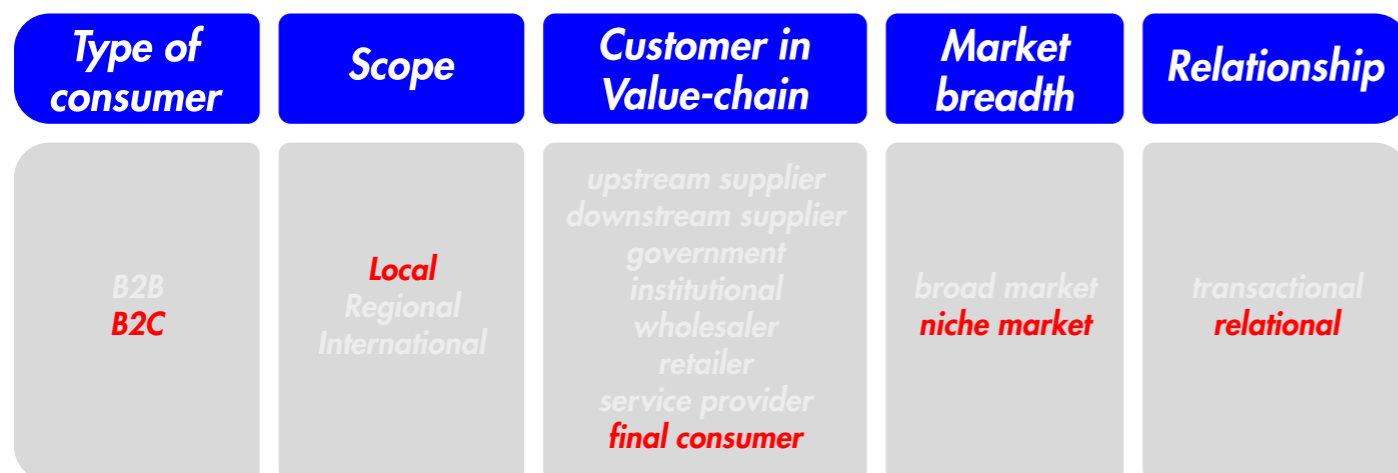 Type of
consumer
Scope
Customer in
Value-chain
Market
breadth
Relationship
B2B
B2C
Local
Regional
International
upstream supplier
downstream supplier
government
institutional
wholesaler
retailer
service provider
final consumer
broad market
niche market
transactional
relational